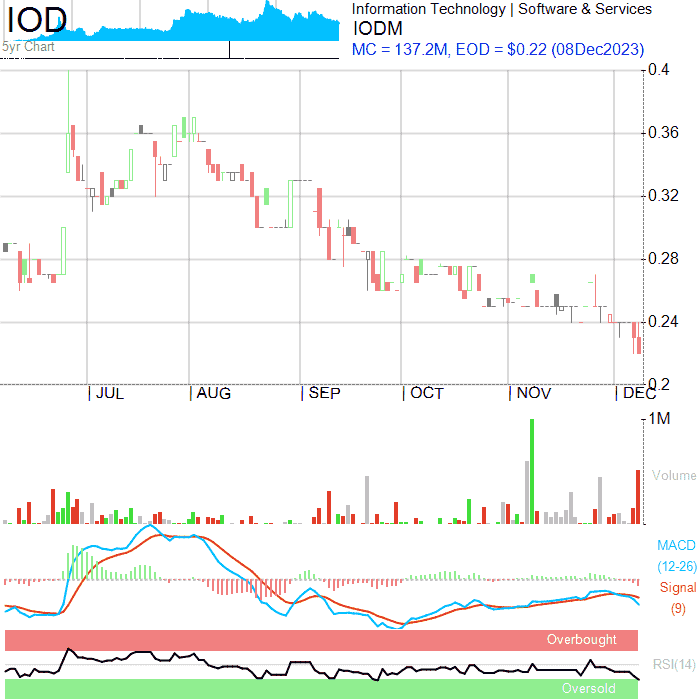 IOD
5yr Chart
Information Technology | Software & Services
IODM
MC = 137.2M, EOD = $0.22 (08Dec2023)
0.4
0.36
0.32
0.28
0.24
0.2
JUL AUG SEP OCT NOV DEC
1M
Volume
MACD
(12-26)
Signal
(9)
Overbought
RSI(14)
Oversold